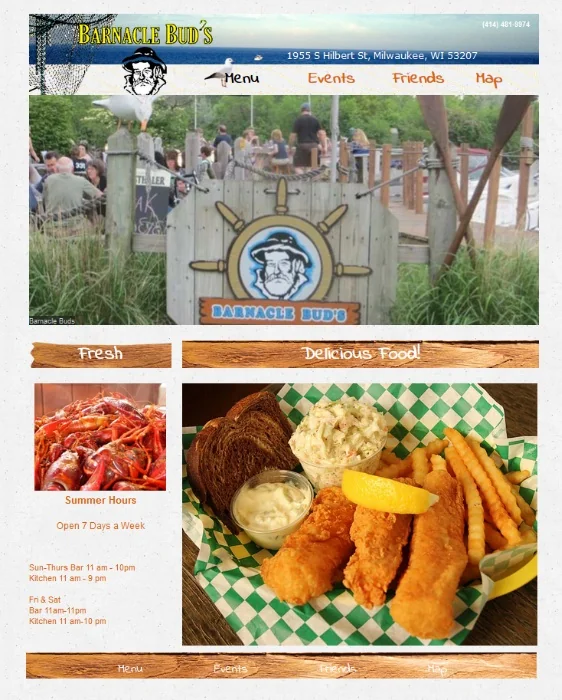 BARNACLE BUD'S
(414) 481-9974
1955 S Hilbert St, Milwaukee, WI 53207
Menu Events Friends Map
BARNACLE BUD'S
Barnacle Buds
Fresh
Delicious Food!
Summer Hours
Open 7 Days a Week
Sun-Thurs Bar 11 am - 10pm
Kitchen 11 am - 9 pm
Fri & Sat
Bar 11am-11pm
Kitchen 11 am-10 pm
Menu Events Friends Map